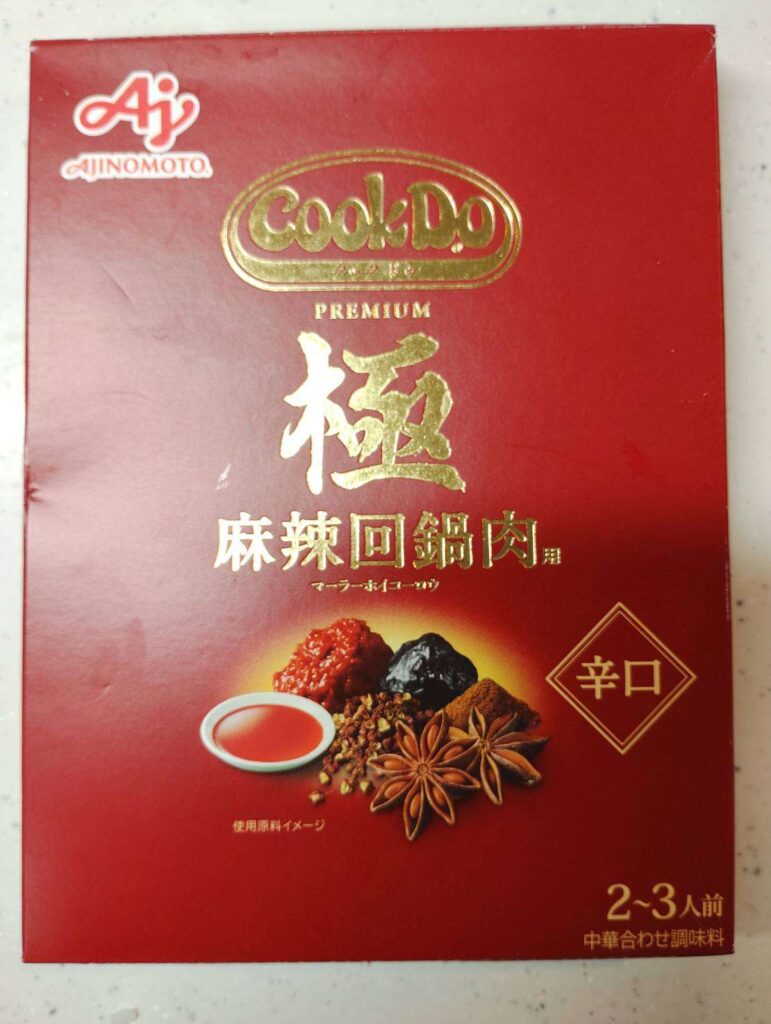 Aj
AJINOMOTO®
CookDo®
クックドゥ
PREMIUM
極
麻辣回鍋肉用
マーラーホイコーロウ
辛口
使用原料イメージ
2~3人前
中華合わせ調味料